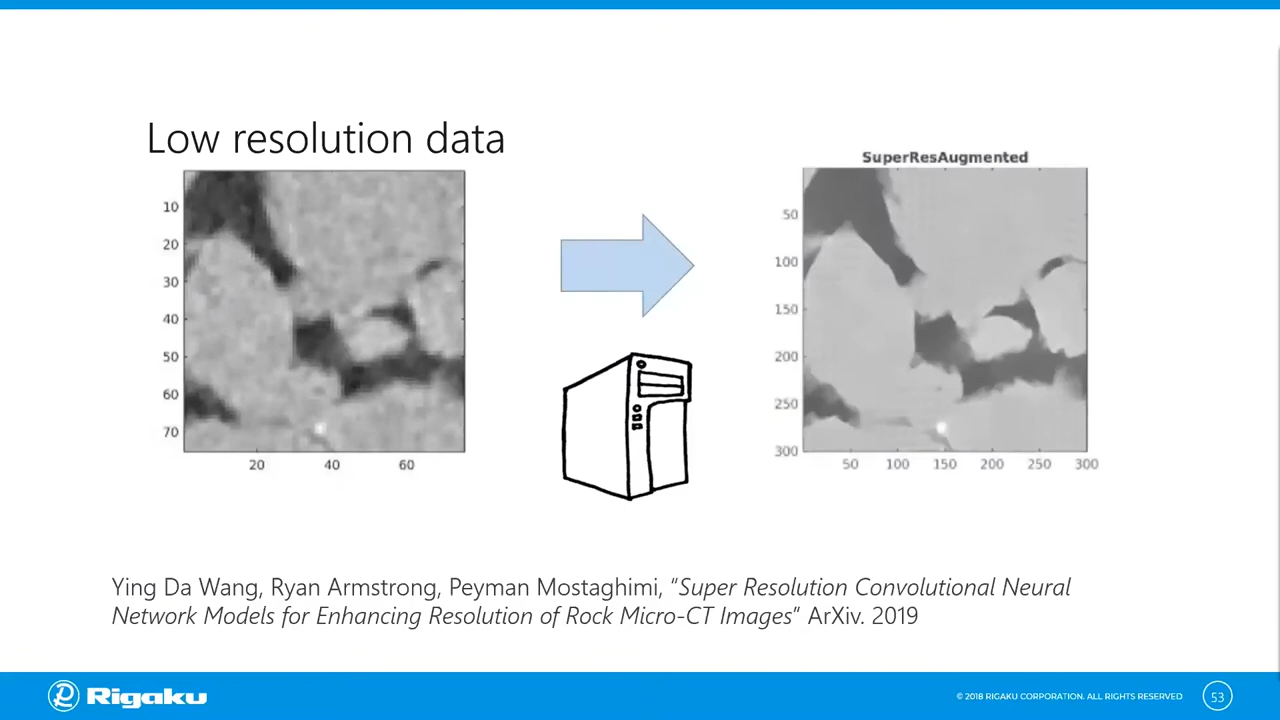 Low resolution data
10
20
30
40
50
60
70
20 40 60
SuperResAugmented
50
100
150
200
250
300
50 100 150 200 250 300
Ying Da Wang, Ryan Armstrong, Peyman Mostaghimi, “Super Resolution Convolutional Neural
Network Models for Enhancing Resolution of Rock Micro-CT Images” ArXiv. 2019
Rigaku
© 2018 RIGAKU CORPORATION. ALL RIGHTS RESERVED
53